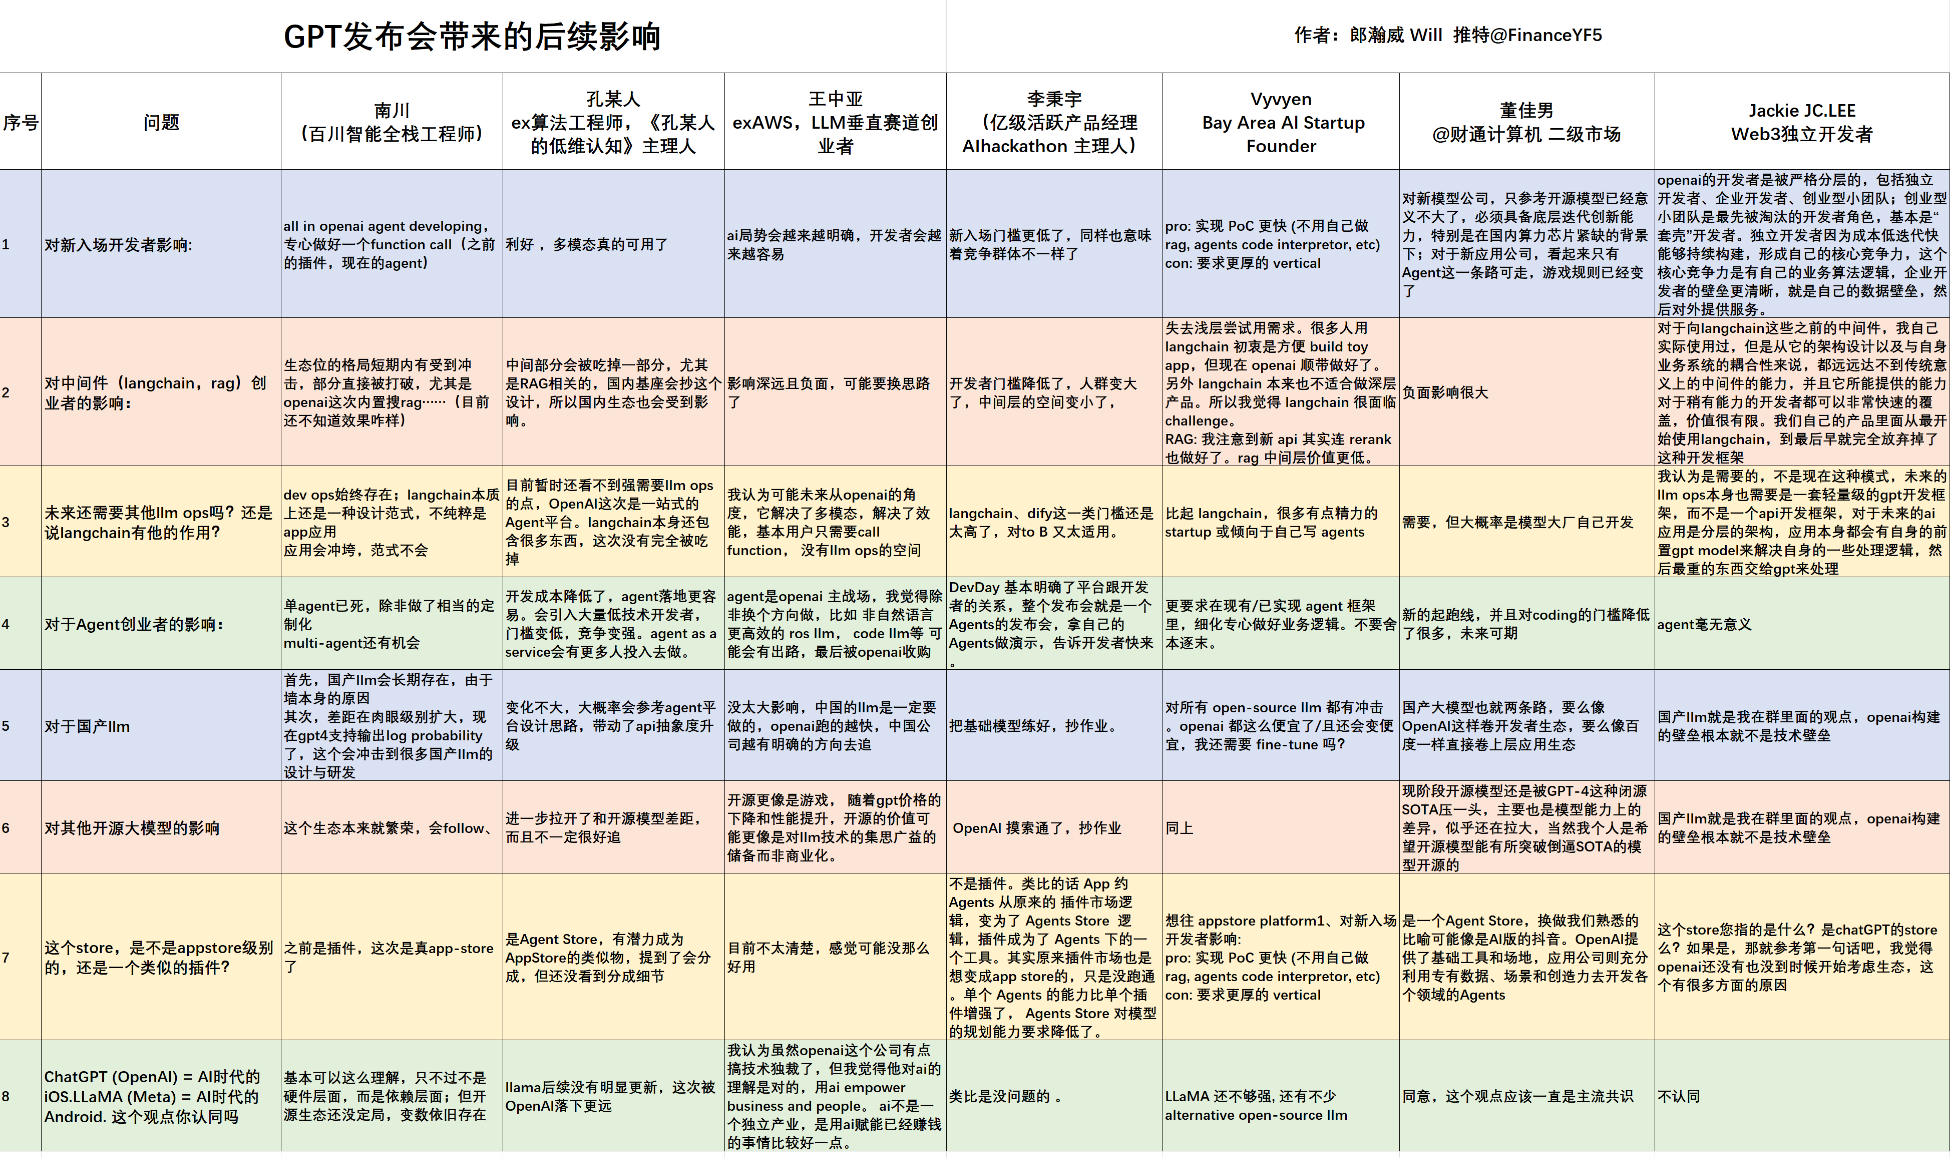 GPT发布会带来的后续影响
作者：郎瀚威 Will 推特@FinanceYF5
序号
问题
南川
（百川智能全栈工程师）
孔某人
ex算法工程师，《孔某人
的低维认知》主理人
王中亚
exAWS，LLM垂直赛道创
业者
李秉宇
（亿级活跃产品经理
AIhackathon 主理人）
Vyvyen
Bay Area AI Startup
Founder
董佳男
@财通计算机 二级市场
Jackie JC.LEE
Web3独立开发者
1
对新入场开发者影响:
all in openai agent developing，
专心做好一个function call（之前
的插件，现在的agent）
利好 ，多模态真的可用了
ai局势会越来越明确，开发者会越
来越容易
新入场门槛更低了，同样也意味
着竞争群体不一样了
pro: 实现 PoC 更快 (不用自己做
rag, agents code interpretor, etc)
con: 要求更厚的 vertical
对新模型公司，只参考开源模型已经意
义不大了，必须具备底层迭代创新能
力，特别是在国内算力芯片紧缺的背景
下；对于新应用公司，看起来只有
Agent这一条路可走，游戏规则已经变
了
openai的开发者是被严格分层的，包括独立
开发者、企业开发者、创业型小团队；创业型
小团队是最先被淘汰的开发者角色，基本是“
套壳”开发者。独立开发者因为成本低迭代快
能够持续构建，形成自己的核心竞争力，这个
核心竞争力是有自己的业务算法逻辑，企业开
发者的壁垒更清晰，就是自己的数据壁垒，然
后对外提供服务。
2
对中间件（langchain，rag）创
业者的影响：
生态位的格局短期内有受到冲
击，部分直接被打破，尤其是
openai这次内置搜rag……（目前
还不知道效果咋样）
中间部分会被吃掉一部分，尤其
是RAG相关的，国内基座会抄这个
设计，所以国内生态也会受到影
响。
影响深远且负面，可能要换思路
了
开发者门槛降低了，人群变大
了，中间层的空间变小了，
失去浅层尝试用需求。很多人用
langchain 初衷是方便 build toy
app，但现在 openai 顺带做好了。
另外 langchain 本来也不适合做深层
产品。所以我觉得 langchain 很面临
challenge。
RAG: 我注意到新 api 其实连 rerank
也做好了。rag 中间层价值更低。
负面影响很大
对于向langchain这些之前的中间件，我自己
实际使用过，但是从它的架构设计以及与自身
业务系统的耦合性来说，都远远达不到传统意
义上的中间件的能力，并且它所能提供的能力
对于稍有能力的开发者都可以非常快速的覆
盖，价值很有限。我们自己的产品里面从最开
始使用langchain，到最后早就完全放弃掉了
这种开发框架
3
未来还需要其他llm ops吗？还是
说langchain有他的作用？
dev ops始终存在；langchain本质
上还是一种设计范式，不纯粹是
app应用
应用会冲垮，范式不会
目前暂时还看不到强需要llm ops
的点，OpenAI这次是一站式的
Agent平台。langchain本身还包
含很多东西，这次没有完全被吃
掉
我认为可能未来从openai的角
度，它解决了多模态，解决了效
能，基本用户只需要call
function， 没有llm ops的空间
langchain、dify这一类门槛还是
太高了，对to B 又太适用。
比起 langchain，很多有点精力的
startup 或倾向于自己写 agents
需要，但大概率是模型大厂自己开发
我认为是需要的，不是现在这种模式，未来的
llm ops本身也需要是一套轻量级的gpt开发框
架，而不是一个api开发框架，对于未来的ai
应用是分层的架构，应用本身都会有自身的前
置gpt model来解决自身的一些处理逻辑，然
后最重的东西交给gpt来处理
4
对于Agent创业者的影响：
单agent已死，除非做了相当的定
制化
multi-agent还有机会
开发成本降低了，agent落地更容
易。会引入大量低技术开发者，
门槛变低，竞争变强。agent as a
service会有更多人投入去做。
agent是openai 主战场，我觉得除
非换个方向做，比如 非自然语言
更高效的 ros llm， code llm等 可
能会有出路，最后被openai收购
DevDay 基本明确了平台跟开发
者的关系，整个发布会就是一个
Agents的发布会，拿自己的
Agents做演示，告诉开发者快来
。
更要求在现有/已实现 agent 框架
里，细化专心做好业务逻辑。不要舍
本逐末。
新的起跑线，并且对coding的门槛降低
了很多，未来可期
agent毫无意义
5
对于国产llm
首先，国产llm会长期存在，由于
墙本身的原因
其次，差距在肉眼级别扩大，现
在gpt4支持输出log probability
了，这个会冲击到很多国产llm的
设计与研发
变化不大，大概率会参考agent平
台设计思路，带动了api抽象度升
级
没太大影响，中国的llm是一定要
做的，openai跑的越快，中国公
司越有明确的方向去追
把基础模型练好，抄作业。
对所有 open-source llm 都有冲击
。openai 都这么便宜了/且还会变便
宜，我还需要 fine-tune 吗？
国产大模型也就两条路，要么像
OpenAI这样卷开发者生态，要么像百
度一样直接卷上层应用生态
国产llm就是我在群里面的观点，openai构建
的壁垒根本就不是技术壁垒
6
对其他开源大模型的影响
这个生态本来就繁荣，会follow、
进一步拉开了和开源模型差距，
而且不一定很好追
开源更像是游戏， 随着gpt价格的
下降和性能提升，开源的价值可
能更像是对llm技术的集思广益的
储备而非商业化。
OpenAI 摸索通了，抄作业
同上
现阶段开源模型还是被GPT-4这种闭源
SOTA压一头，主要也是模型能力上的
差异，似乎还在拉大，当然我个人是希
望开源模型能有所突破倒逼SOTA的模
型开源的
国产llm就是我在群里面的观点，openai构建
的壁垒根本就不是技术壁垒
7
这个store，是不是appstore级别
的，还是一个类似的插件？
之前是插件，这次是真app-store
了
是Agent Store，有潜力成为
AppStore的类似物，提到了会分
成，但还没看到分成细节
目前不太清楚，感觉可能没那么
好用
不是插件。类比的话 App 约
Agents 从原来的 插件市场逻
辑，变为了 Agents Store 逻
辑，插件成为了 Agents 下的一
个工具。其实原来插件市场也是
想变成app store的，只是没跑通
。单个 Agents 的能力比单个插
件增强了， Agents Store 对模型
的规划能力要求降低了。
想往 appstore platform1、对新入场
开发者影响:
pro: 实现 PoC 更快 (不用自己做
rag, agents code interpretor, etc)
con: 要求更厚的 vertical
是一个Agent Store，换做我们熟悉的
比喻可能像是AI版的抖音。OpenAI提
供了基础工具和场地，应用公司则充分
利用专有数据、场景和创造力去开发各
个领域的Agents
这个store您指的是什么？是chatGPT的store
么？如果是，那就参考第一句话吧，我觉得
openai还没有也没到时候开始考虑生态，这
个有很多方面的原因
8
ChatGPT (OpenAI) = AI时代的
iOS.LLaMA (Meta) = AI时代的
Android. 这个观点你认同吗
基本可以这么理解，只不过不是
硬件层面，而是依赖层面；但开
源生态还没定局，变数依旧存在
llama后续没有明显更新，这次被
OpenAI落下更远
我认为虽然openai这个公司有点
搞技术独裁了，但我觉得他对ai的
理解是对的，用ai empower
business and people。 ai不是一
个独立产业，是用ai赋能已经赚钱
的事情比较好一点。
类比是没问题的 。
LLaMA 还不够强, 还有不少
alternative open-source llm
同意，这个观点应该一直是主流共识
不认同